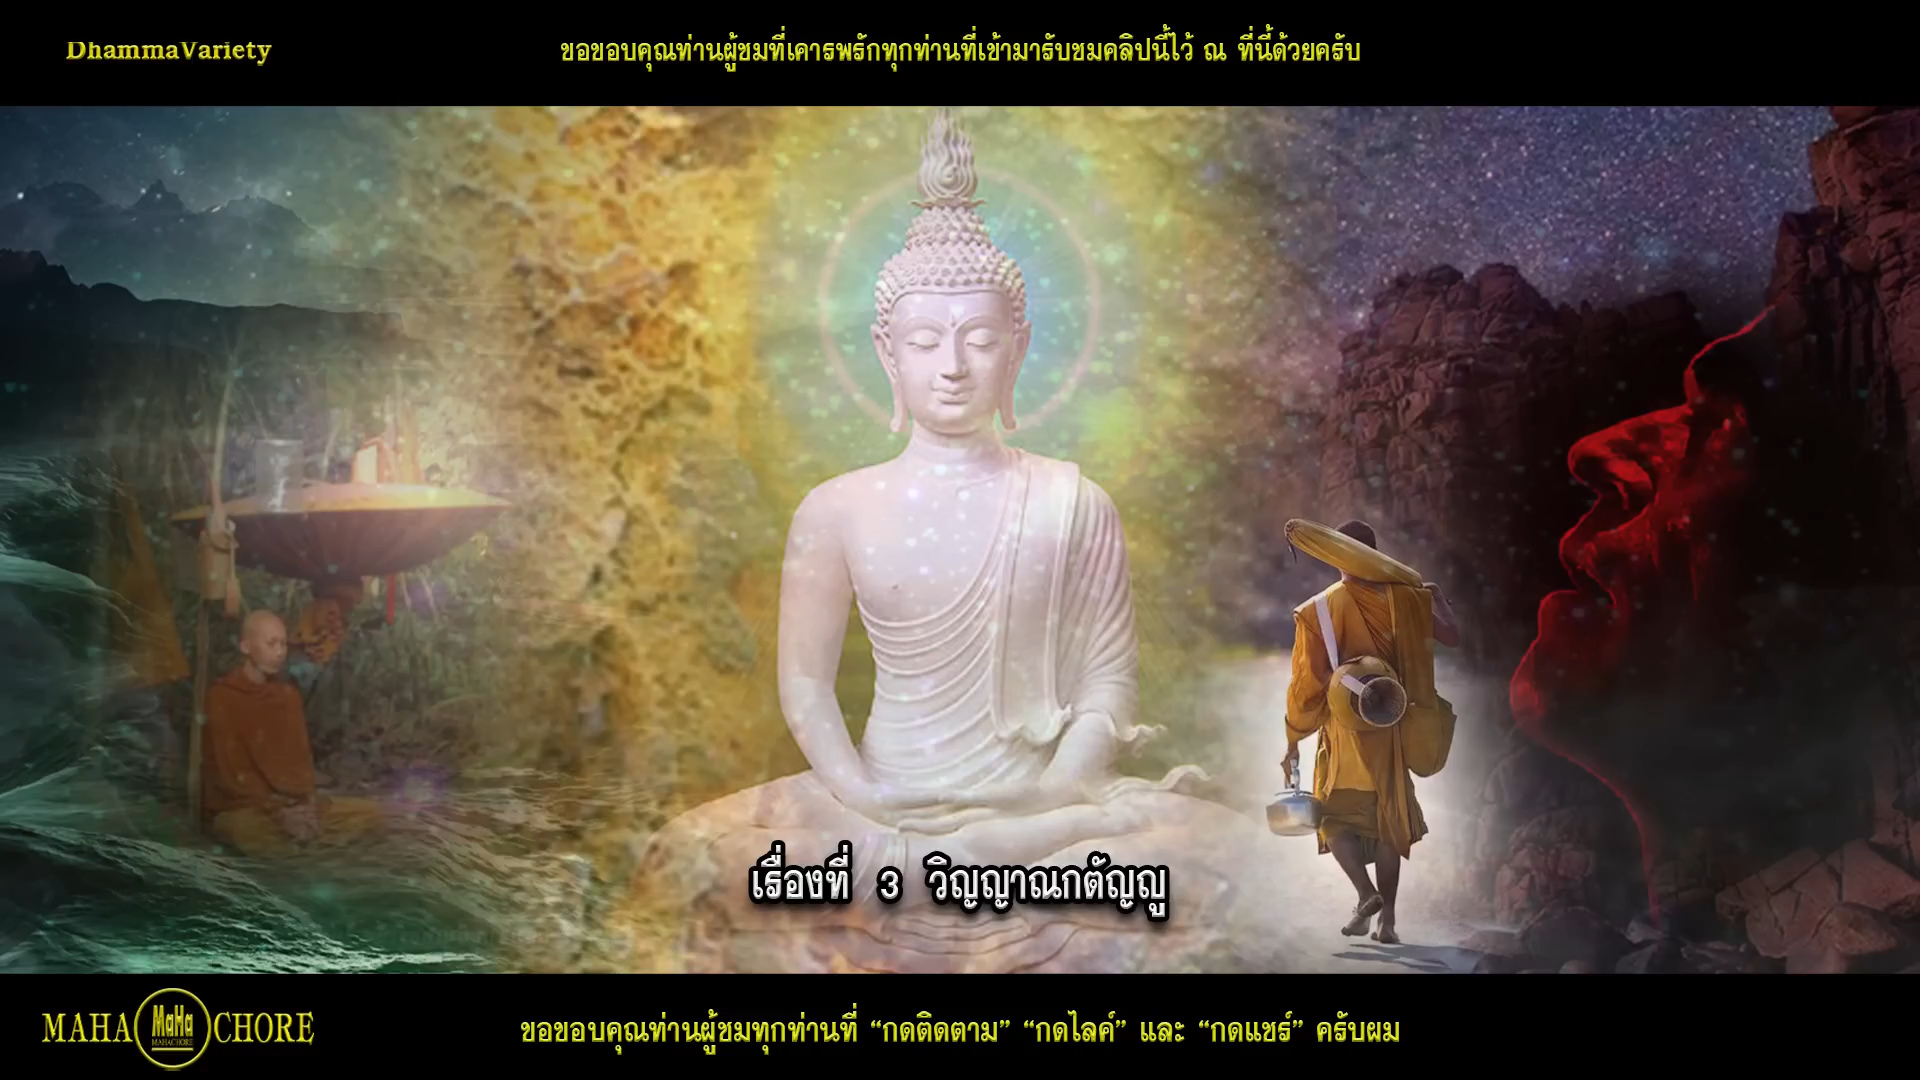 DhammaVariety
ขอขอบคุณท่านผู้ชมที่เคารพรักทุกท่านที่เข้ามารับชมคลิปนี้ไว้ ณ ที่นี้ด้วยครับ
เรื่องที่ 3 วิญญาณกตัญญู
MAHA MaHa CHORE
MAHACHORE
ขอขอบคุณท่านผู้ชมทุกท่านที่ “กดติดตาม” “กดไลค์” และ “กดแชร์” ครับผม